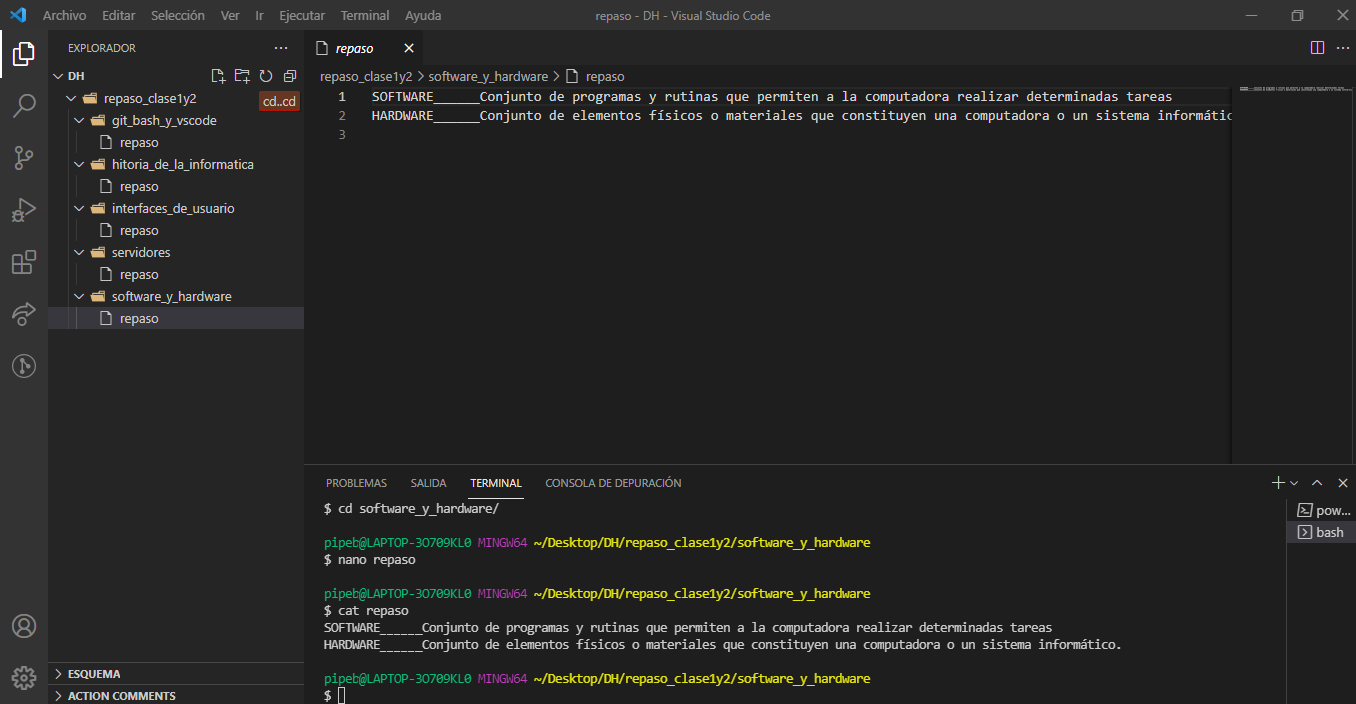 Archivo Editar Selección Ver Ir Ejecutar Terminal Ayuda
repaso - DH - Visual Studio Code
EXPLORADOR
DH
repaso_clase1y2
cd..cd
git_bash_y_vscode
repaso
hitoria_de_la_informatica
repaso
interfaces_de_usuario
repaso
servidores
repaso
software_y_hardware
repaso
ESQUEMA
ACTION COMMENTS
repaso
repaso_clase1y2 > software_y_hardware > repaso
1 SOFTWARE______Conjunto de programas y rutinas que permiten a la computadora realizar determinadas tareas
2 HARDWARE______Conjunto de elementos físicos o materiales que constituyen una computadora o un sistema informátic
3
PROBLEMAS SALIDA TERMINAL CONSOLA DE DEPURACIÓN
$ cd software_y_hardware/
pipeb@LAPTOP-3O709KL0 MINGW64 ~/Desktop/DH/repaso_clase1y2/software_y_hardware
$ nano repaso
pipeb@LAPTOP-3O709KL0 MINGW64 ~/Desktop/DH/repaso_clase1y2/software_y_hardware
$ cat repaso
SOFTWARE______Conjunto de programas y rutinas que permiten a la computadora realizar determinadas tareas
HARDWARE______Conjunto de elementos físicos o materiales que constituyen una computadora o un sistema informático.
pipeb@LAPTOP-3O709KL0 MINGW64 ~/Desktop/DH/repaso_clase1y2/software_y_hardware
$
pow...
bash